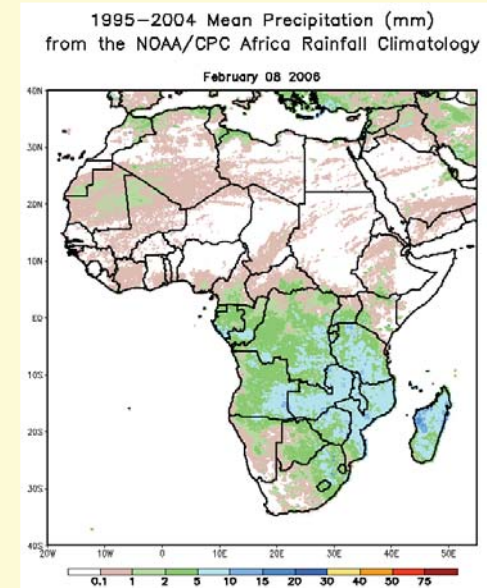 1995–2004 Mean Precipitation (mm)
from the NOAA/CPC Africa Rainfall Climatology
February 08 2006
40N
30N
20N
10N
EQ
10S
20S
30S
40S
20W 10W 0 10E 20E 30E 40E 50E
0.1 1 2 5 10 15 20 30 40 50 75